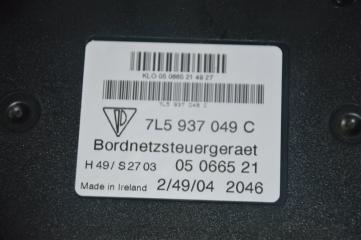 KLO 05 0665 21 49 27
7L5 937 049 C
7L5 937 049 C
Bordnetzsteuergeraet
H 49 / S 27 03 05 0665 21
Made in Ireland 2/49/04 2046